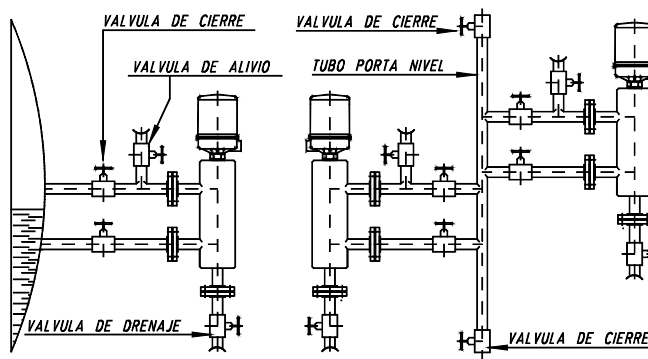 VALVULA DE CIERRE
VALVULA DE CIERRE
VALVULA DE ALIVIO
TUBO PORTA NIVEL
VALVULA DE DRENAJE
VALVULA DE CIERRE